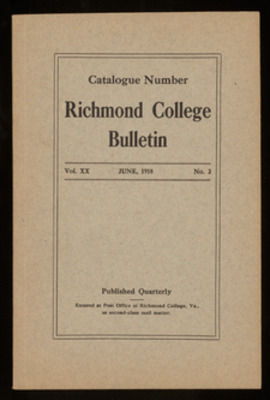 Catalogue Number
Richmond College
Bulletin
Vol. XX JUNE, 1918 No. 2
Published Quarterly
Entered at Post Office at Richmond College, Va.,
as second-class mail matter.